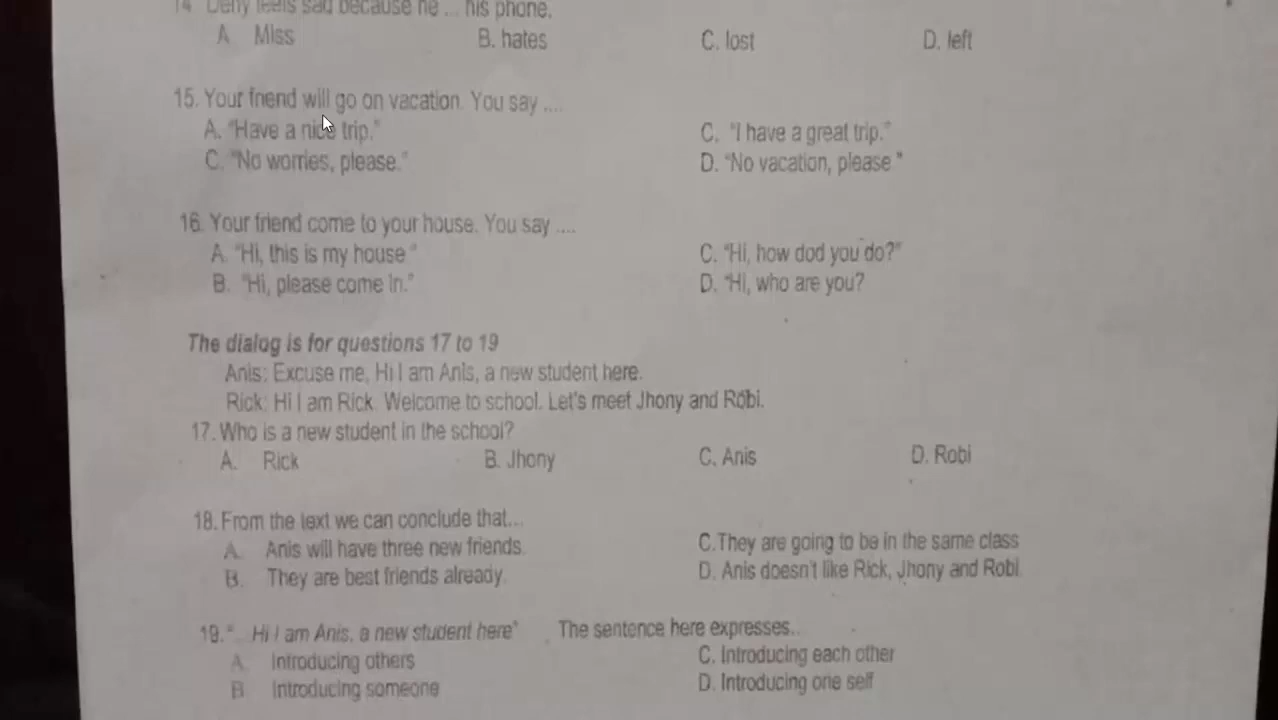 14 Deny feels sad because he ... his phone.
A Miss B. hates C. lost D. left
15. Your friend will go on vacation. You say ....
A. "Have a nice trip." C. "I have a great trip."
C. "No worries, please." D. "No vacation, please"
16. Your friend come to your house. You say ....
A. "Hi, this is my house" C. "Hi, how dod you do?"
B. "Hi, please come in." D. "Hi, who are you?
The dialog is for questions 17 to 19
Anis: Excuse me, Hi I am Anis, a new student here.
Rick: Hi I am Rick. Welcome to school. Let's meet Jhony and Robi.
17. Who is a new student in the school?
A. Rick B. Jhony C. Anis D. Robi
18. From the text we can conclude that...
A. Anis will have three new friends. C.They are going to be in the same class
B. They are best friends already. D. Anis doesn't like Rick, Jhony and Robi
19." Hi I am Anis, a new student here" The sentence here expresses..
A. Introducing others C. Introducing each other
B Introducing someone D. Introducing one self